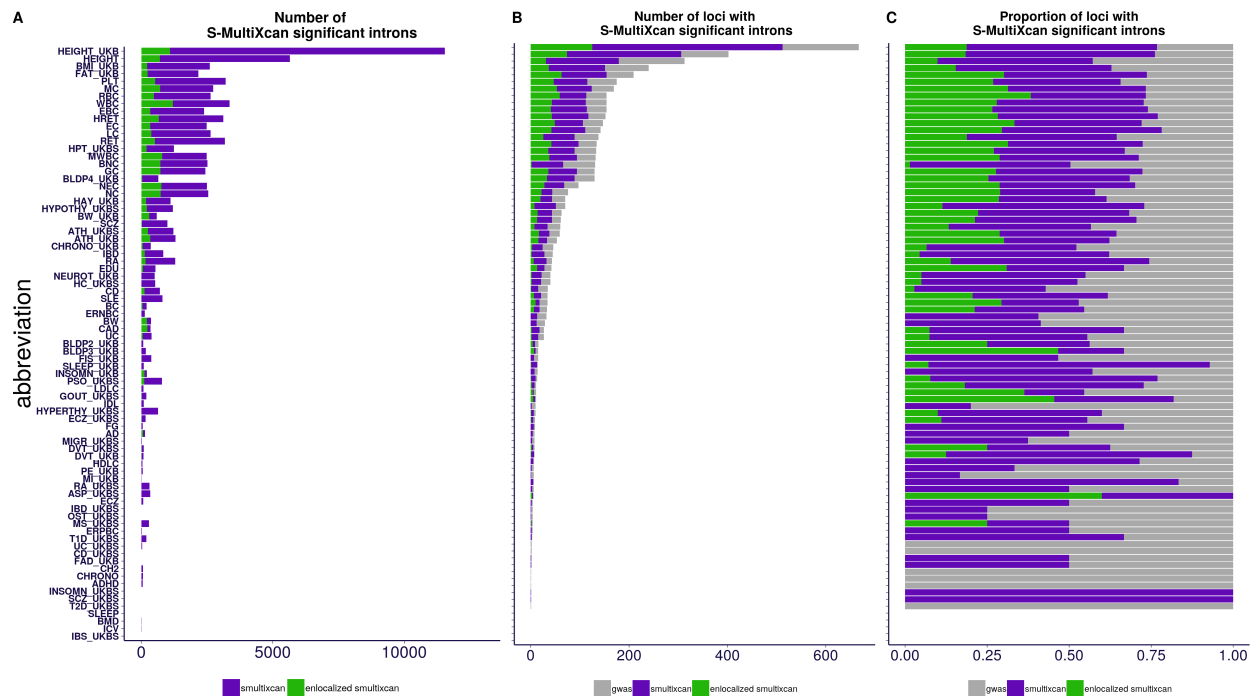 A
Number of
S-MultiXcan significant introns
B
Number of loci with
S-MultiXcan significant introns
C
Proportion of loci with
S-MultiXcan significant introns
abbreviation
HEIGHT_UKB
HEIGHT
BMI_UKB
FAT_UKB
PLT
MC
RBC
WBC
EBC
HRET
EC
LC
RET
HPT_UKBS
MWBC
BNC
GC
BLDP4_UKB
NEC
NC
HAY_UKB
HYPOTHY_UKBS
BW_UKB
SCZ
ATH_UKBS
ATH_UKB
CHRONO_UKB
IBD
RA
EDU
NEUROT_UKB
HC_UKBS
CD
SLE
BC
ERNBC
BW
CAD
UC
BLDP2_UKB
BLDP3_UKB
FIS_UKB
SLEEP_UKB
INSOMN_UKB
PSO_UKBS
LDLC
GOUT_UKBS
HYPERTHY_UKBS
ECZ_UKBS
FG
AD
MIGR_UKBS
DVT_UKBS
DVT_UKB
HDLC
PE_UKB
MI_UKB
RA_UKBS
ASP_UKBS
ECZ
IBD_UKBS
OST_UKBS
MS_UKBS
ERPBC
T1D_UKBS
UC_UKBS
CD_UKBS
FAD_UKB
CH2
CHRONO
ADHD
INSOMN_UKBS
SCZ_UKBS
T2D_UKBS
SLEEP
BMD
ICV
IBS_UKBS
0 5000 10000
0 200 400 600
0.00 0.25 0.50 0.75 1.00
smultixcan enlocalized smultixcan
gwas smultixcan enlocalized smultixcan
gwas smultixcan enlocalized smultixcan